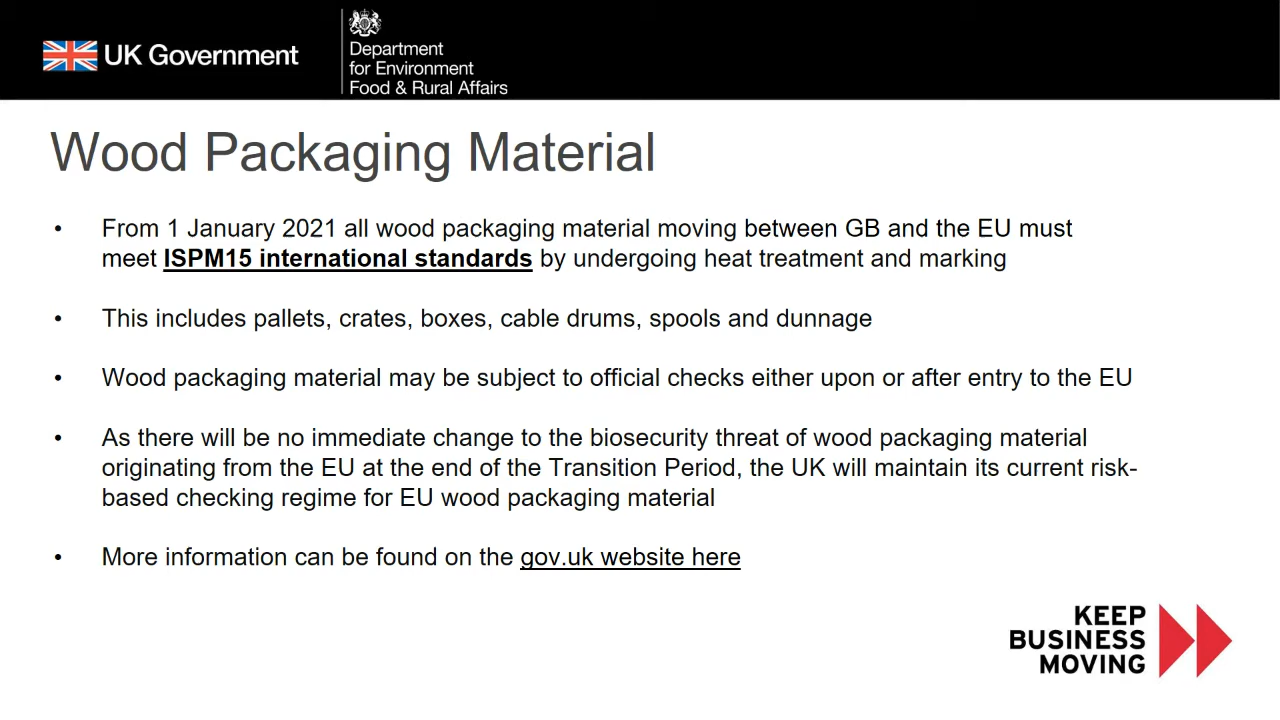 UK Government
Department
for Environment
Food & Rural Affairs
Wood Packaging Material
• From 1 January 2021 all wood packaging material moving between GB and the EU must
meet ISPM15 international standards by undergoing heat treatment and marking
• This includes pallets, crates, boxes, cable drums, spools and dunnage
• Wood packaging material may be subject to official checks either upon or after entry to the EU
• As there will be no immediate change to the biosecurity threat of wood packaging material
originating from the EU at the end of the Transition Period, the UK will maintain its current risk-
based checking regime for EU wood packaging material
• More information can be found on the gov.uk website here
KEEP
BUSINESS
MOVING